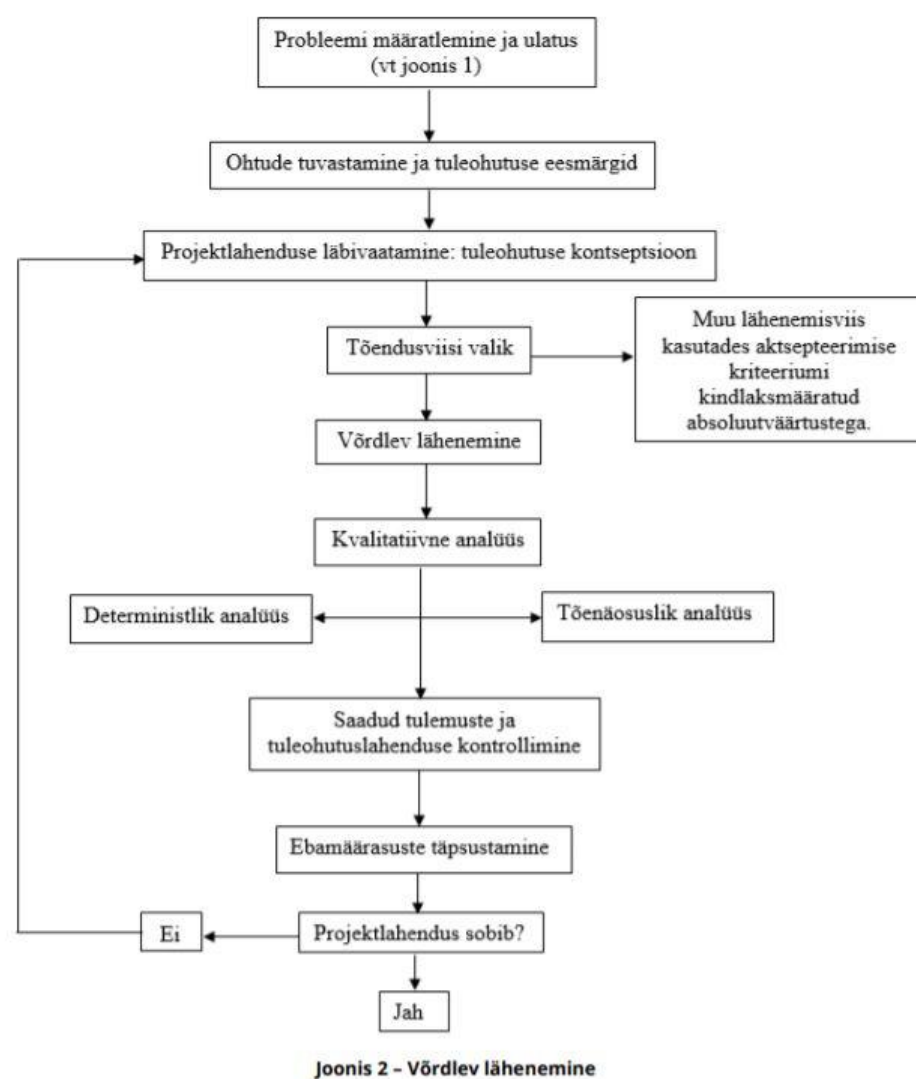 Probleemi määratlemine ja ulatus
(vt joonis 1)
Ohtude tuvastamine ja tuleohutuse eesmärgid
Projektlahenduse läbivaatamine: tuleohutuse kontseptsioon
Tõendusviisi valik
Muu lähenemisviis
kasutades aktsepteerimise
kriteeriumi
kindlaksmääratud
absoluutväärtustega.
Võrdlev lähenemine
Kvalitatiivne analüüs
Deterministlik analüüs
Tõenäosuslik analüüs
Saadud tulemuste ja
tuleohutuslahenduse kontrollimine
Ebamäärasuste täpsustamine
Projektlahendus sobib?
Ei
Jah
Joonis 2 – Võrdlev lähenemine